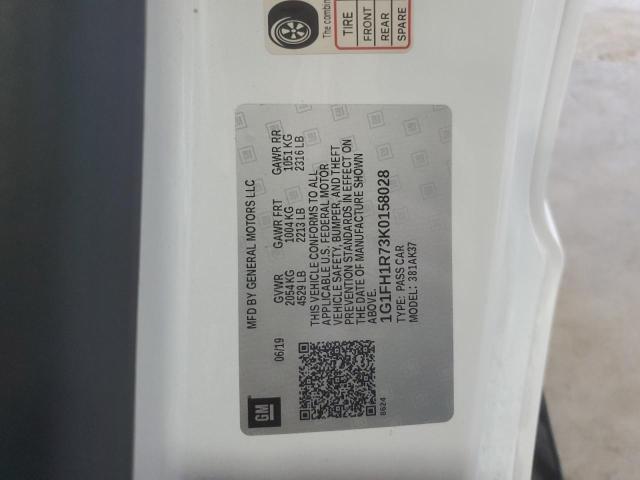 The combin
TIRE
FRONT
REAR
SPARE
MFD BY GENERAL MOTORS LLC
06/19
GVWR GAWR FRT GAWR RR
2054 KG 1004 KG 1051 KG
4529 LB 2213 LB 2316 LB
THIS VEHICLE CONFORMS TO ALL
APPLICABLE U.S. FEDERAL MOTOR
VEHICLE SAFETY, BUMPER, AND THEFT
PREVENTION STANDARDS IN EFFECT ON
THE DATE OF MANUFACTURE SHOWN
ABOVE.
1G1FH1R73K0158028
TYPE: PASS CAR
MODEL: 381AK37
GM
8624